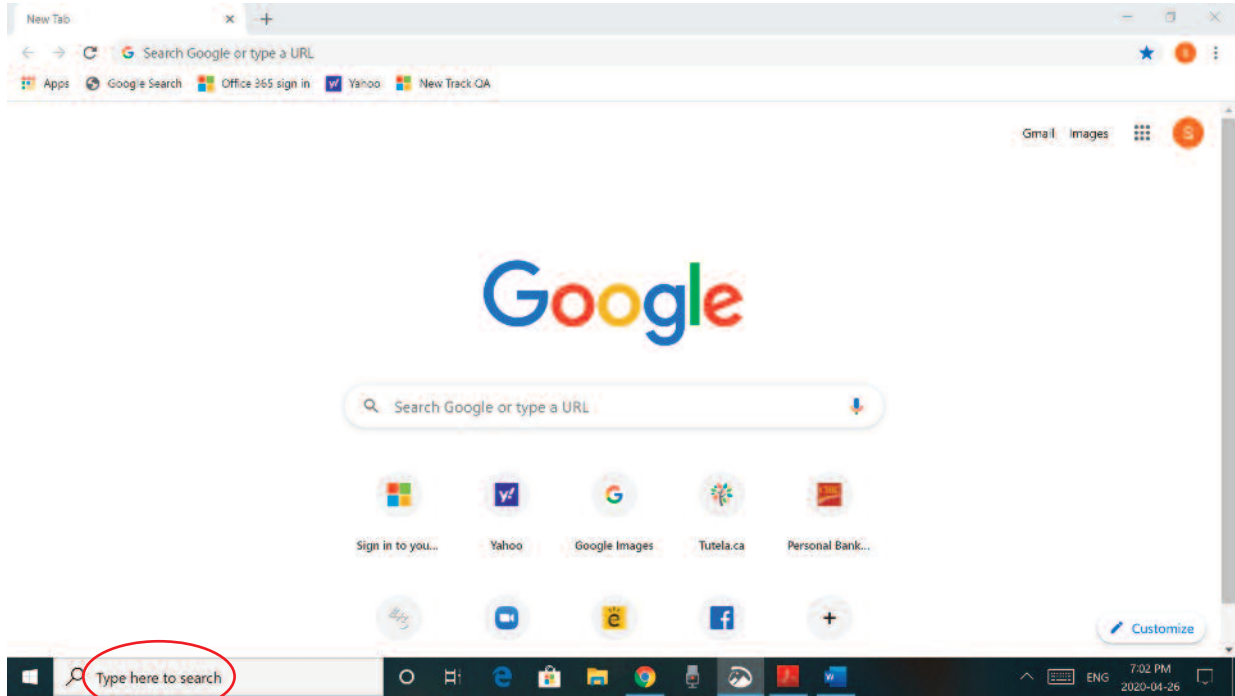 New Tab
Search Google or type a URL
Apps Google Search Office 365 sign in Yahoo New Track QA
Gmail Images S
Google
Search Google or type a URL
Sign in to you... Yahoo Google Images Tutela.ca Personal Bank...
Customize
Type here to search
ENG 7:02 PM
2020-04-26